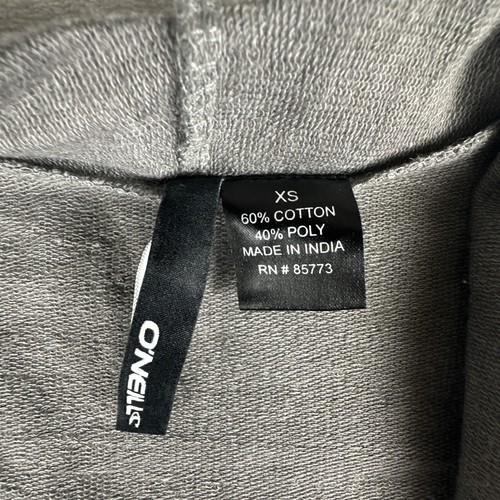 XS
60% COTTON
40% POLY
MADE IN INDIA
RN # 85773
O'NEILL